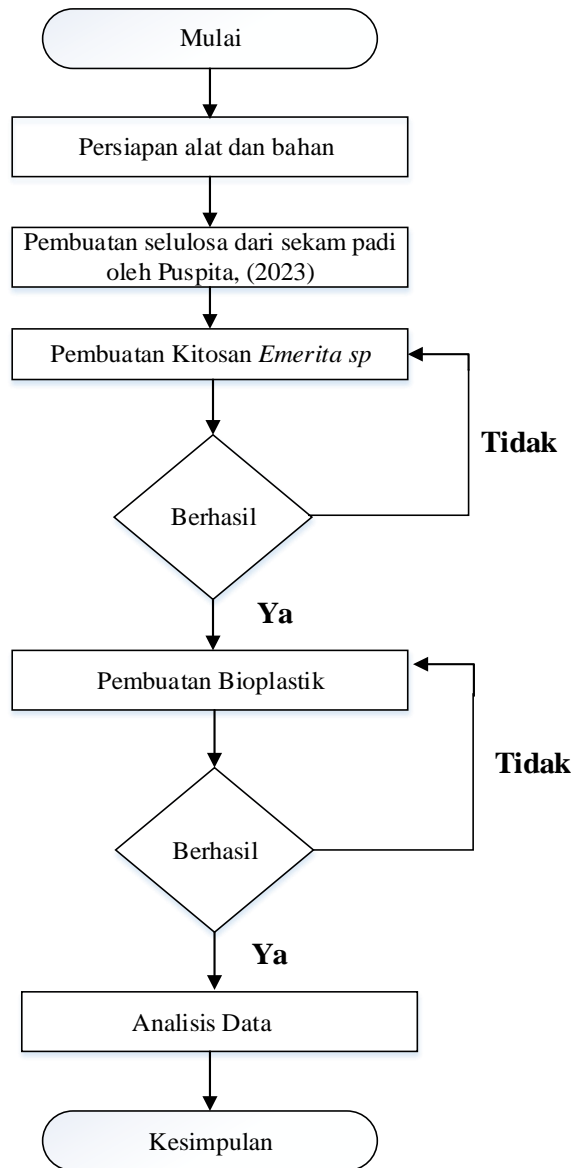 Mulai
Persiapan alat dan bahan
Pembuatan selulosa dari sekam padi
oleh Puspita, (2023)
Pembuatan Kitosan Emerita sp
Tidak
Berhasil
Ya
Pembuatan Bioplastik
Tidak
Berhasil
Ya
Analisis Data
Kesimpulan